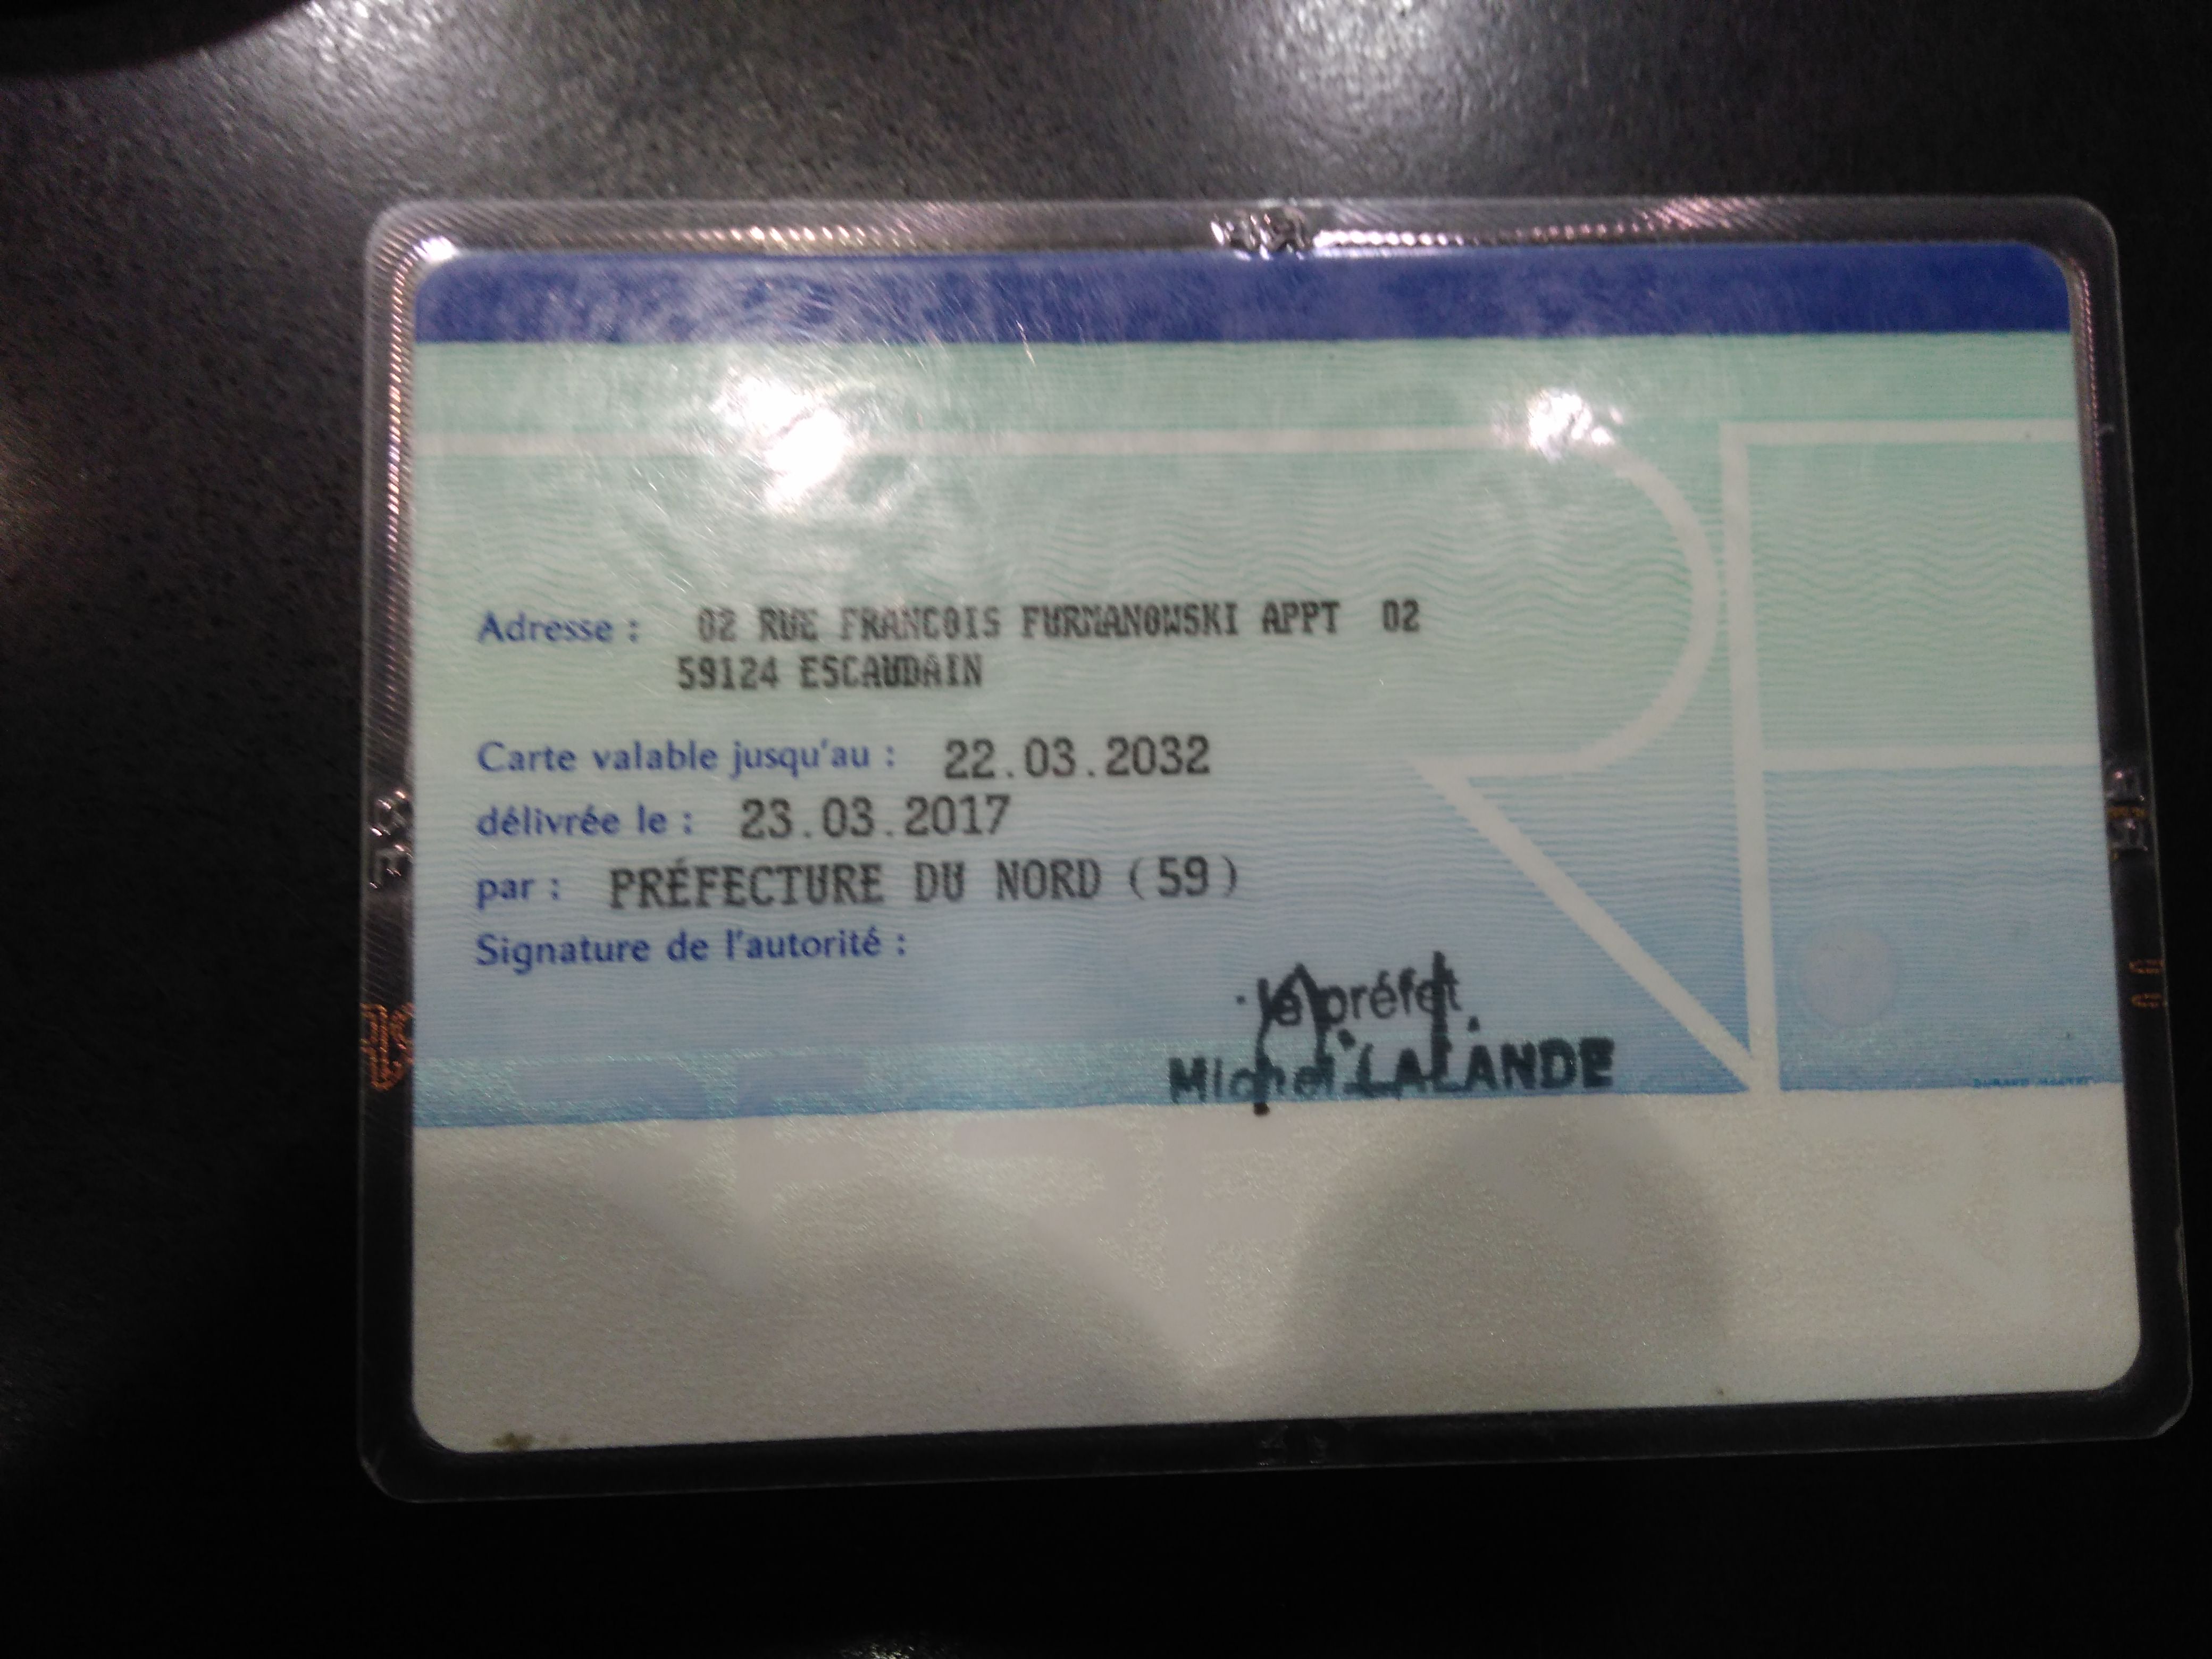 Adresse : 02 RUE FRANCOIS FURMANOWSKI APPT 02
59124 ESCAUDAIN
Carte valable jusqu'au : 22.03.2032
délivrée le : 23.03.2017
par : PRÉFECTURE DU NORD (59)
Signature de l'autorité :
le préfet
Michel LALANDE
RF